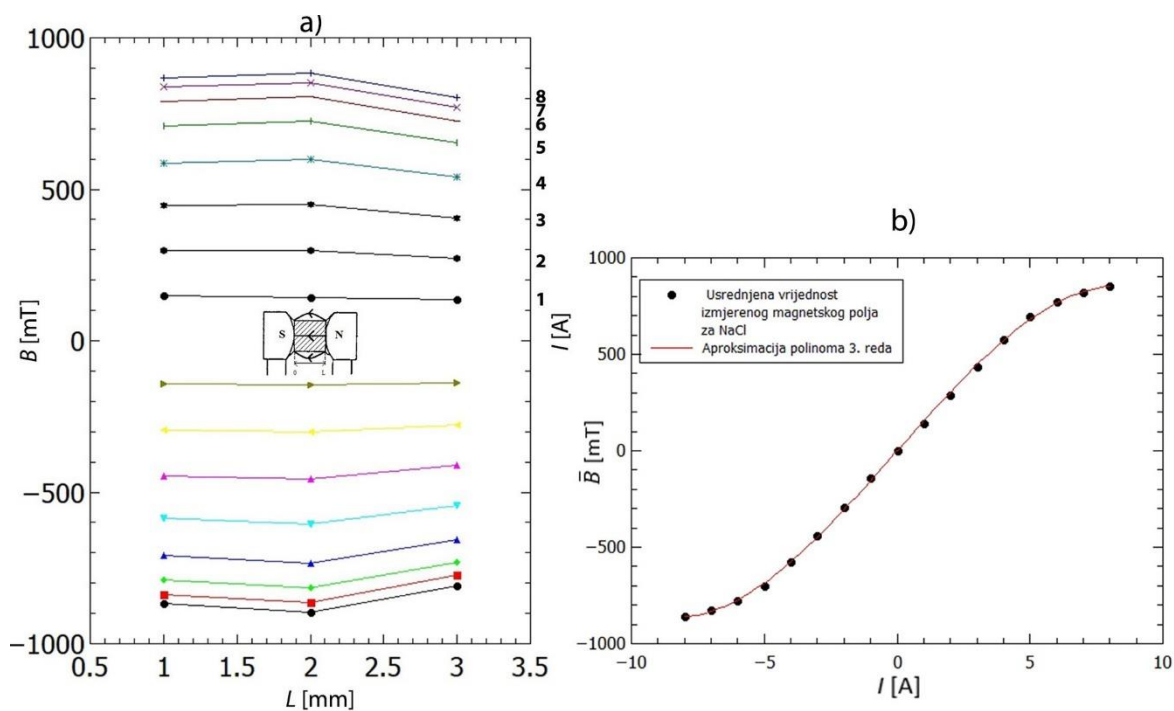 a)
1000
500
0
−500
−1000
B [mT]
0.5 1 1.5 2 2.5 3 3.5
L [mm]
8
7
6
5
4
3
2
1
I [A]
S N
0 L
b)
1000
500
0
−500
−1000
I [A]
B̅ [mT]
−10 −5 0 5 10
I [A]
Usrednjena vrijednost
izmjerenog magnetskog polja
za NaCl
Aproksimacija polinoma 3. reda